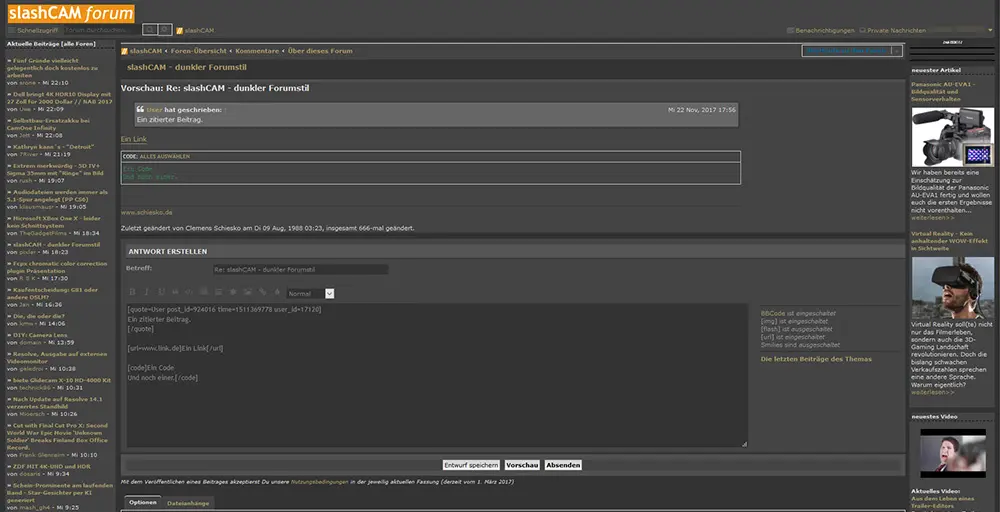 slashCAM forum
Schnellzugriff Forum durchsuchen...
slashCAM
Benachrichtigungen Private Nachrichten
Aktuelle Beiträge [alle Foren]
» Fünf Gründe vielleicht
gelegentlich doch kostenlos zu
arbeiten
von srone - Mi 22:10
» Dell bringt 4K HDR10 Display mit
27 Zoll für 2000 Dollar // NAB 2017
von Uwe - Mi 22:09
» Selbstbau-Ersatzakku bei
CamOne Infinity
von Jett - Mi 22:08
» Kathryn kann´s - "Detroit"
von 7River - Mi 21:19
» Extrem merkwürdig - 5D IV+
Sigma 35mm mit "Ringe" im Bild
von rush - Mi 19:07
» Audiodateien werden immer als
5.1-Spur angelegt (PP CS6)
von klausmausr - Mi 19:05
» Microsoft XBox One X - leider
kein Schnittsystem
von TheGadgetFilms - Mi 18:34
» slashCAM - dunkler Forumstil
von pixler - Mi 18:23
» Fcpx chromatic color correction
plugin Präsentation
von R S K - Mi 17:30
» Kaufentscheidung: G81 oder
andere DSLM?
von Jan - Mi 16:26
» Die, die oder die?
- Mi 14:06
» DIY: Camera Lens
von domain - Mi 13:59
» Resolve, Ausgabe auf externen
Videomonitor
- Mi 10:38
» biete Glidecam X-10 HD-4000 Kit
- Mi 10:31
» Nach Update auf Resolve 14.1
verzerrtes Standbild
- Mi 10:26
» Cut with Final Cut Pro X: Second
World War Epic Movie 'Unknown
Soldier' Breaks Finland Box Office
Record.
von Frank Glencairn - Mi 10:10
» ZDF MIT 4K-UHD und HDR
von dosaris - Mi 9:34
» Schein-Prominente am laufenden
Band - Star-Gesichter per KI
generiert
von mash_gh4 - Mi 9:25
slashCAM ‹ Foren-Übersicht ‹ Kommentare ‹ Über dieses Forum
slashCAM - dunkler Forumstil
Vorschau: Re: slashCAM - dunkler Forumstil
User hat geschrieben: Mi 22 Nov, 2017 17:56
Ein zitierter Beitrag.
Ein Link
CODE: ALLES AUSWÄHLEN
Ein Code
Und noch einer.
www.schiesko.de
Zuletzt geändert von Clemens Schiesko am Di 09 Aug, 1988 03:23, insgesamt 666-mal geändert.
ANTWORT ERSTELLEN
Betreff: Re: slashCAM - dunkler Forumstil
Normal
[quote=User post_id=924016 time=1511369778 user_id=17120]
Ein zitierter Beitrag.
[/quote]
[url=www.link.de]Ein Link[/url]
[code]Ein Code
Und noch einer.[/code]
BBCode ist eingeschaltet
[img] ist eingeschaltet
[flash] ist ausgeschaltet
[url] ist eingeschaltet
Smilies sind ausgeschaltet
Die letzten Beiträge des Themas
Entwurf speichern Vorschau Absenden
Mit dem Veröffentlichen eines Beitrages akzeptierst Du unsere Nutzungsbedingungen in der jeweilig aktuellen Fassung (derzeit vom 1. März 2017)
Optionen Dateianhänge
neuester Artikel
Panasonic AU-EVA1 -
Bildqualität und
Sensorverhalten
Wir haben bereits eine
Einschätzung zur
Bildqualität der Panasonic
AU-EVA1 fertig und wollen
euch die ersten Ergebnisse
nicht vorenthalten...
weiterlesen>>
Virtual Reality - Kein
anhaltender WOW-Effekt
in Sichtweite
Virtual Reality soll(te) nicht
nur das Filmerleben,
sondern auch die 3D-
Gaming Landschaft
revolutionieren. Doch die
bislang schwachen
Verkaufszahlen sprechen
eine andere Sprache.
Warum eigentlich?
weiterlesen>>
neuestes Video
Aktuelles Video:
Aus dem Leben eines
Trailer-Editors